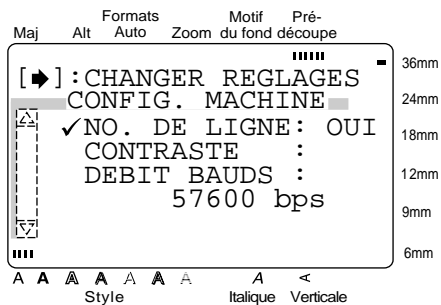 Formats Motif Pré-
Maj Alt Auto Zoom du fond découpe
[➧]:CHANGER REGLAGES
CONFIG. MACHINE
✓NO. DE LIGNE: OUI
CONTRASTE :
DEBIT BAUDS :
57600 bps
36mm
24mm
18mm
12mm
9mm
6mm
A A A A A A A A A
Style Italique Verticale